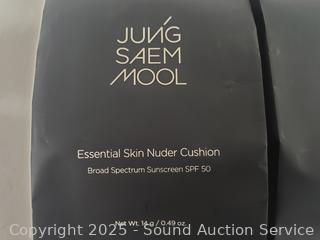 JUNG
SAEM
MOOL
Essential Skin Nuder Cushion
Broad Spectrum Sunscreen SPF 50
Net Wt. 14 g / 0.49 oz.
Copyright 2025 - Sound Auction Service